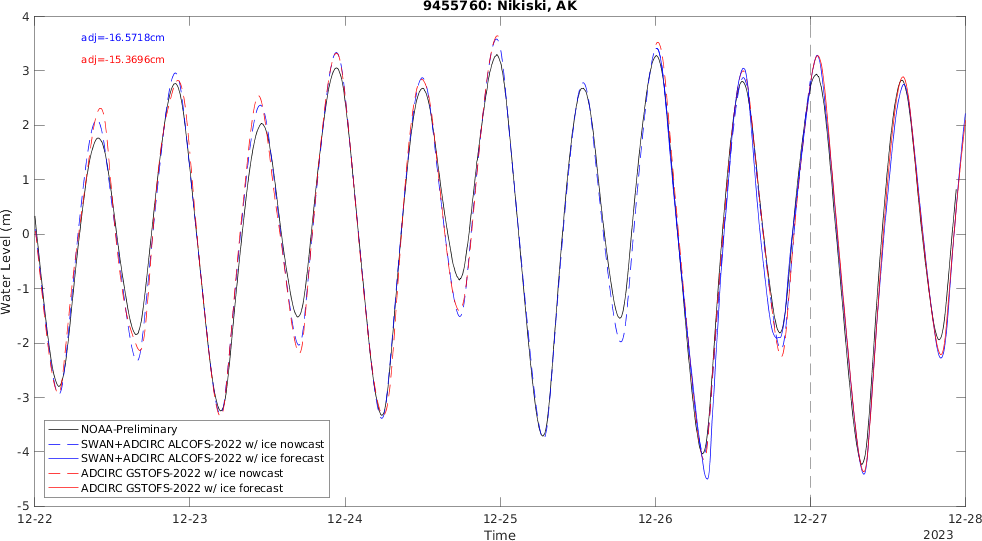 9455760: Nikiski, AK
adj=-16.5718cm
adj=-15.3696cm
4
3
2
1
0
-1
-2
-3
-4
-5
Water Level (m)
NOAA-Preliminary
SWAN+ADCIRC ALCOFS-2022 w/ ice nowcast
SWAN+ADCIRC ALCOFS-2022 w/ ice forecast
ADCIRC GSTOFS-2022 w/ ice nowcast
ADCIRC GSTOFS-2022 w/ ice forecast
12-22 12-23 12-24 12-25 12-26 12-27 12-28
Time
2023